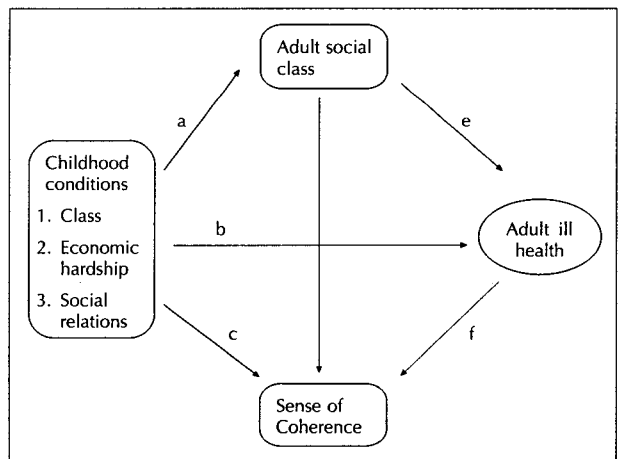 Adult social
class
a
e
Childhood
conditions
1. Class
2. Economic
hardship
3. Social
relations
b
Adult ill
health
c
f
Sense of
Coherence